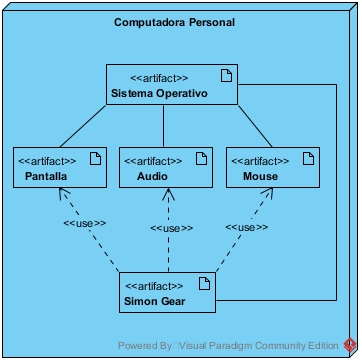 Computadora Personal
<<artifact>>
Sistema Operativo
<<artifact>>
Pantalla
<<artifact>>
Audio
<<artifact>>
Mouse
<<use>>
<<use>>
<<use>>
<<artifact>>
Simon Gear
Powered By Visual Paradigm Community Edition